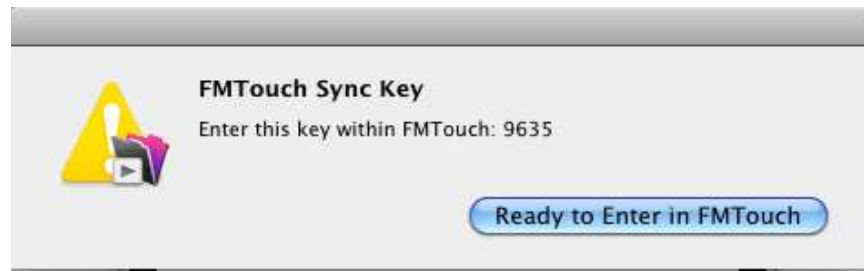 FMTouch Sync Key
Enter this key within FMTouch: 9635
Ready to Enter in FMTouch